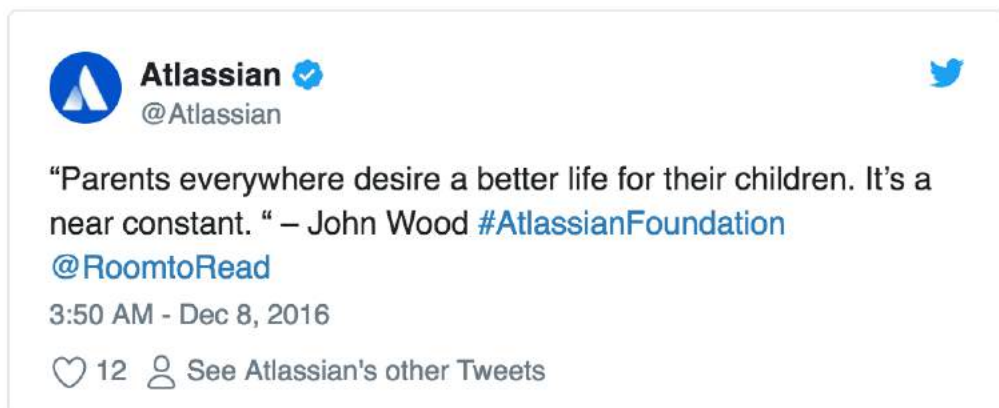 Atlassian
@Atlassian
“Parents everywhere desire a better life for their children. It’s a
near constant. “ – John Wood #AtlassianFoundation
@RoomtoRead
3:50 AM - Dec 8, 2016
12 See Atlassian's other Tweets